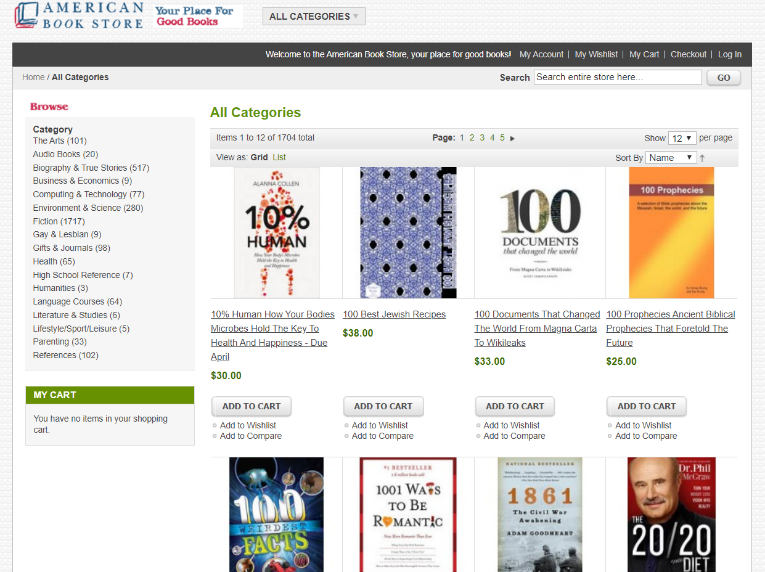 AMERICAN
BOOK STORE
Your Place For
Good Books
ALL CATEGORIES
Welcome to the American Book Store, your place for good books! My Account | My Wishlist | My Cart | Checkout | Log In
Home / All Categories
Search Search entire store here... GO
Browse
Category
The Arts (101)
Audio Books (20)
Biography & True Stories (517)
Business & Economics (9)
Computing & Technology (77)
Environment & Science (280)
Fiction (1717)
Gay & Lesbian (9)
Gifts & Journals (98)
Health (65)
High School Reference (7)
Humanities (3)
Language Courses (64)
Literature & Studies (6)
Lifestyle/Sport/Leisure (5)
Parenting (33)
References (102)
MY CART
You have no items in your shopping
cart.
All Categories
Items 1 to 12 of 1704 total Page: 1 2 3 4 5 Show 12 per page
View as: Grid List Sort By Name
ALANNA COLLEN
10%
HUMAN
How Your Body's
Microbes Hold the Key to
Health and Happiness
100
DOCUMENTS
that changed the world
From Magna Carta to WikiLeaks
100 Prophecies
10% Human How Your Bodies
Microbes Hold The Key To
Health And Happiness - Due
April
$30.00
ADD TO CART
Add to Wishlist
Add to Compare
100 Best Jewish Recipes
$38.00
ADD TO CART
Add to Wishlist
Add to Compare
100 Documents That Changed
The World From Magna Carta
To Wikileaks
$33.00
ADD TO CART
Add to Wishlist
Add to Compare
100 Prophecies Ancient Biblical
Prophecies That Foretold The
Future
$25.00
ADD TO CART
Add to Wishlist
Add to Compare
100
WEIRDEST
FACTS
#1 BESTSELLER
1001 WAYS
TO BE
ROMANTIC
NATIONAL BESTSELLER
1861
The Civil War
Awakening
ADAM GOODHEART
Dr. Phil
McGraw
THE
20/20
DIET